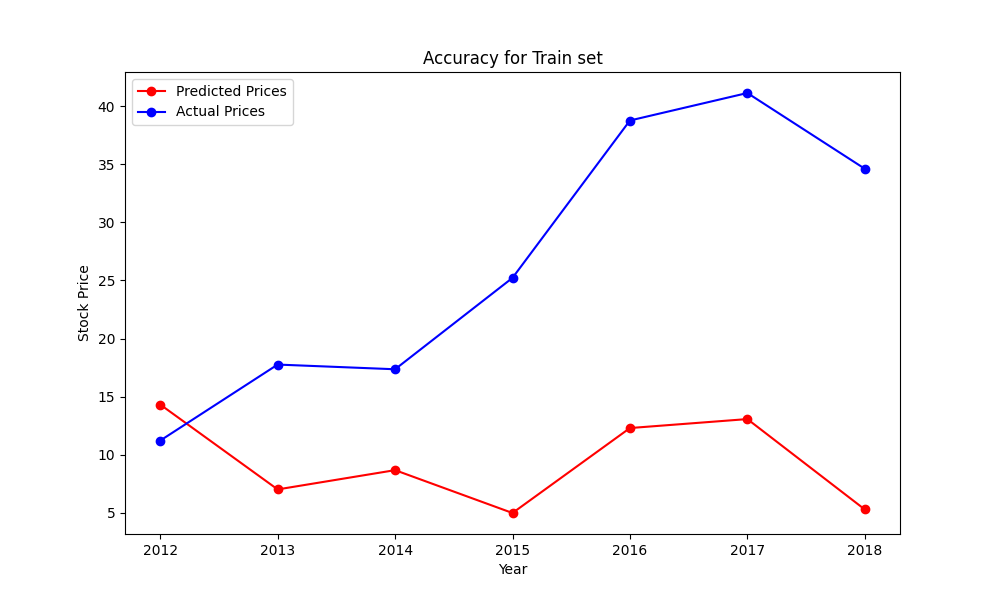 Accuracy for Train set
Predicted Prices
Actual Prices
40
35
30
25
20
15
10
5
Stock Price
2012 2013 2014 2015 2016 2017 2018
Year